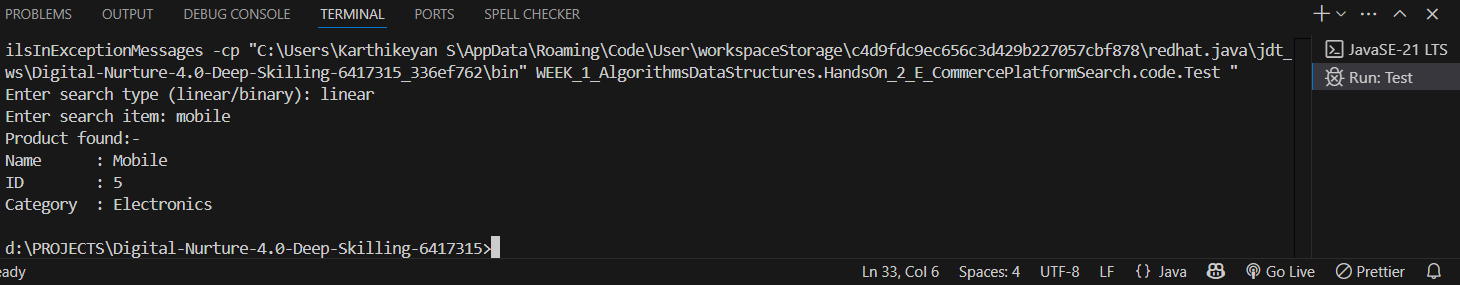 PROBLEMS OUTPUT DEBUG CONSOLE TERMINAL PORTS SPELL CHECKER
ilsInExceptionMessages -cp "C:\Users\Karthikeyan S\AppData\Roaming\Code\User\workspaceStorage\c4d9fdc9ec656c3d429b227057cbf878\redhat.java\jdt_
ws\Digital-Nurture-4.0-Deep-Skilling-6417315_336ef762\bin" WEEK_1_AlgorithmsDataStructures.HandsOn_2_E_CommercePlatformSearch.code.Test "
Enter search type (linear/binary): linear
Enter search item: mobile
Product found:-
Name : Mobile
ID : 5
Category : Electronics
d:\PROJECTS\Digital-Nurture-4.0-Deep-Skilling-6417315>
JavaSE-21 LTS
Run: Test
eady Ln 33, Col 6 Spaces: 4 UTF-8 LF {} Java Go Live Prettier